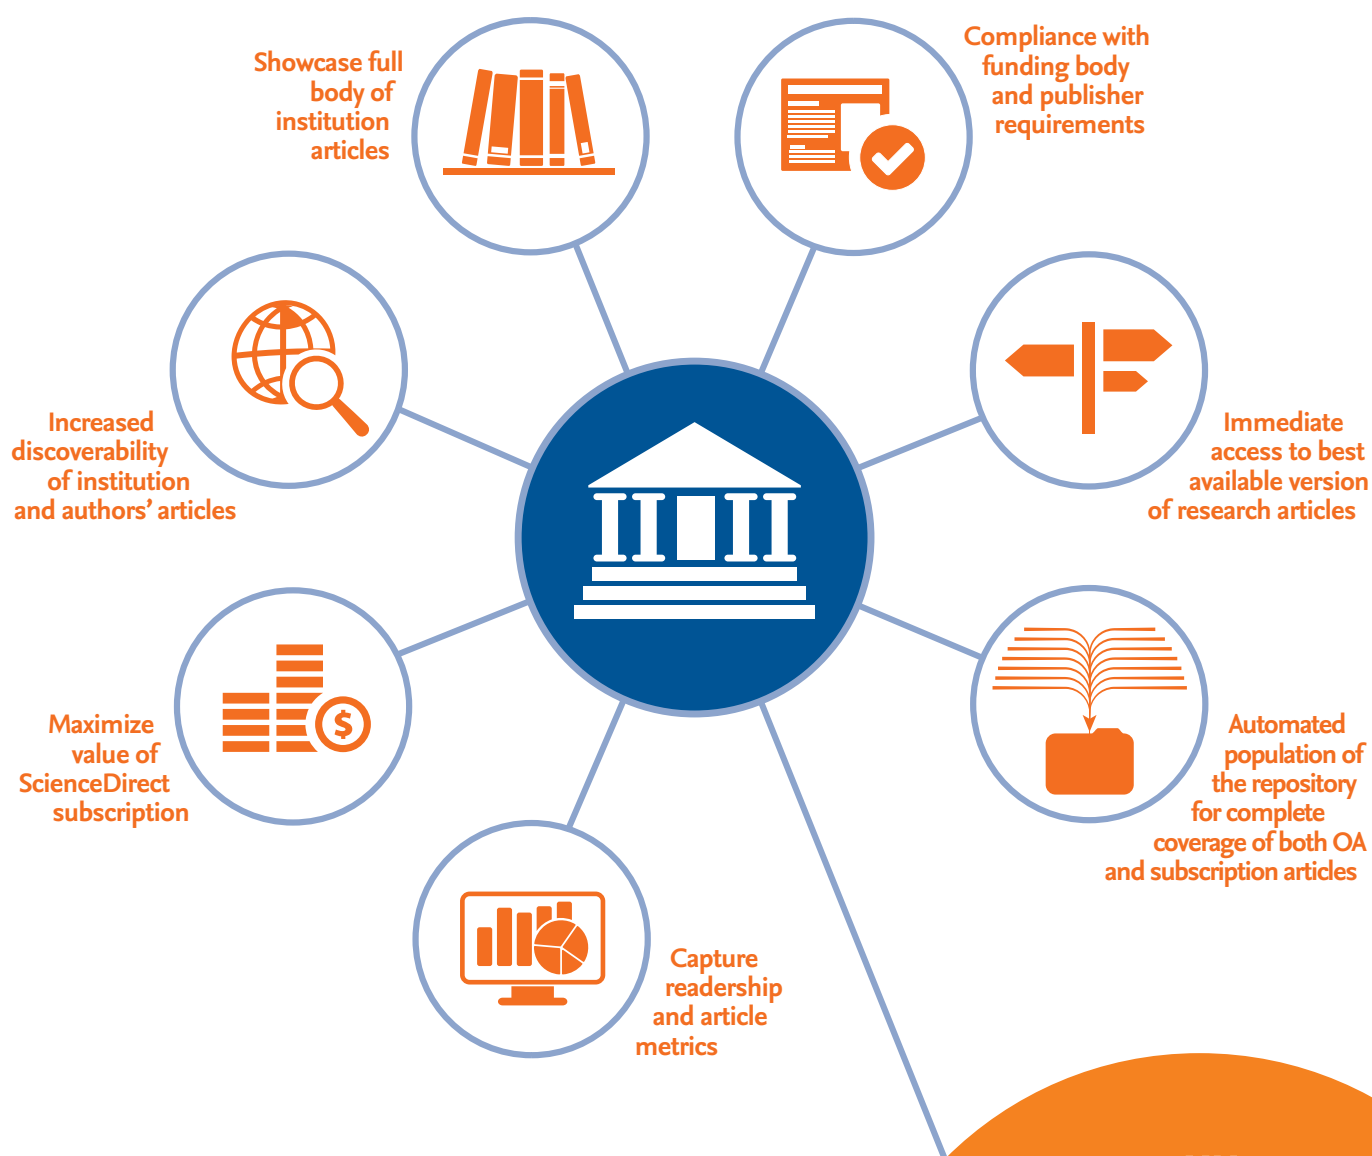 Showcase full
body of
institution
articles
Compliance with
funding body
and publisher
requirements
Increased
discoverability
of institution
and authors’ articles
Immediate
access to best
available version
of research articles
Maximize
value of
ScienceDirect
subscription
$
Automated
population of
the repository
for complete
coverage of both OA
and subscription articles
Capture
readership
and article
metrics